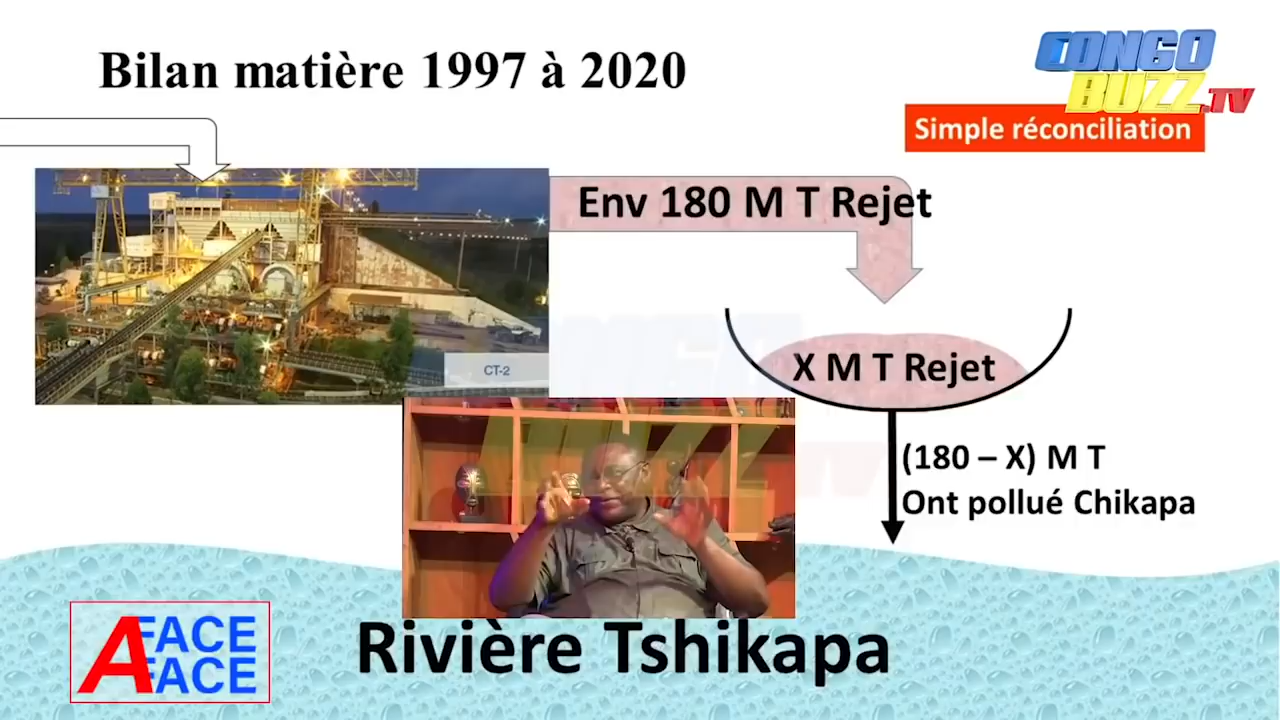 Bilan matière 1997 à 2020
CONGO
BUZZ.TV
Simple réconciliation
Env 180 M T Rejet
X M T Rejet
CT-2
(180 – X) M T
Ont pollué Chikapa
Rivière Tshikapa
A FACE
FACE